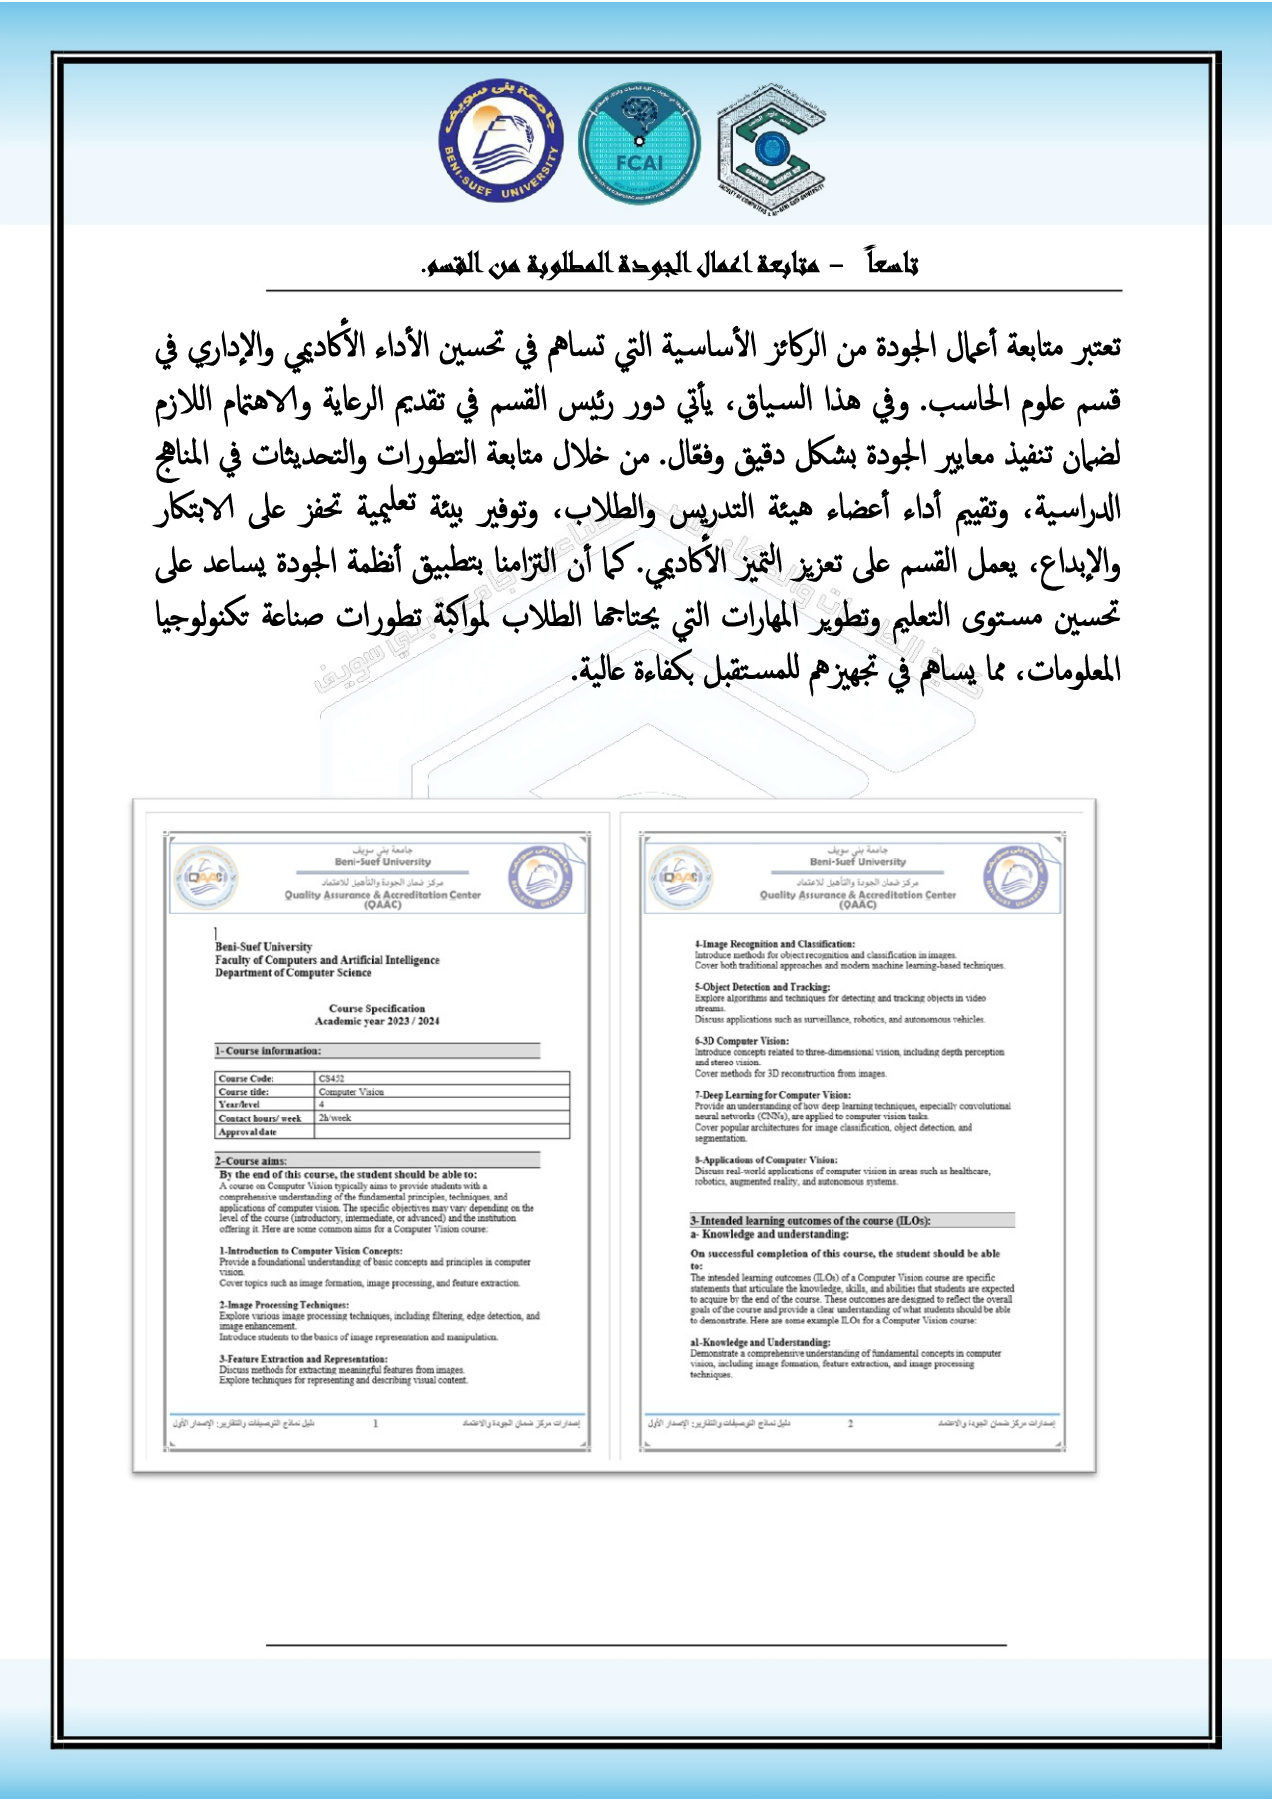 جامعة بني سويف
BENI-SUEF UNIVERSITY
FCAI
تاسعاً - متابعة اعمال الجودة المطلوبة من القسم.
تعتبر متابعة أعمال الجودة من الركائز الأساسية التي تساهم في تحسين الأداء الأكاديمي والإداري في
قسم علوم الحاسب. وفي هذا السياق، يأتي دور رئيس القسم في تقديم الرعاية والاهتمام اللازم
لضمان تنفيذ معايير الجودة بشكل دقيق وفعّال. من خلال متابعة التطورات والتحديثات في المناهج
الدراسية، وتقييم أداء أعضاء هيئة التدريس والطلاب، وتوفير بيئة تعليمية تحفز على الابتكار
والإبداع، يعمل القسم على تعزيز التميز الأكاديمي. كما أن التزامنا بتطبيق أنظمة الجودة يساعد على
تحسين مستوى التعليم وتطوير المهارات التي يحتاجها الطلاب لمواكبة تطورات صناعة تكنولوجيا
المعلومات، مما يساهم في تجهيزهم للمستقبل بكفاءة عالية.
جامعة بني سويف
Beni-Suef University
مركز ضمان الجودة والتأهيل للاعتماد
Quality Assurance & Accreditation Center
(QAAC)
Beni-Suef University
Faculty of Computers and Artificial Intelligence
Department of Computer Science
Course Specification
Academic year 2023 / 2024
1- Course information:
Course Code: CS452
Course title: Computer Vision
Year/level 4
Contact hours/ week 2h/week
Approval date
2-Course aims:
By the end of this course, the student should be able to:
A course on Computer Vision typically aims to provide students with a
comprehensive understanding of the fundamental principles, techniques, and
applications of computer vision. The specific objectives may vary depending on the
level of the course (introductory, intermediate, or advanced) and the institution
offering it. Here are some common aims for a Computer Vision course:
1-Introduction to Computer Vision Concepts:
Provide a foundational understanding of basic concepts and principles in computer
vision.
Cover topics such as image formation, image processing, and feature extraction.
2-Image Processing Techniques:
Explore various image processing techniques, including filtering, edge detection, and
image enhancement.
Introduce students to the basics of image representation and manipulation.
3-Feature Extraction and Representation:
Discuss methods for extracting meaningful features from images.
Explore techniques for representing and describing visual content.
إصدارات مركز ضمان الجودة والاعتماد 1 دليل نماذج التوصيفات والتقارير: الإصدار الأول
جامعة بني سويف
Beni-Suef University
مركز ضمان الجودة والتأهيل للاعتماد
Quality Assurance & Accreditation Center
(QAAC)
4-Image Recognition and Classification:
Introduce methods for object recognition and classification in images.
Cover both traditional approaches and modern machine learning-based techniques.
5-Object Detection and Tracking:
Explore algorithms and techniques for detecting and tracking objects in video
streams.
Discuss applications such as surveillance, robotics, and autonomous vehicles.
6-3D Computer Vision:
Introduce concepts related to three-dimensional vision, including depth perception
and stereo vision.
Cover methods for 3D reconstruction from images.
7-Deep Learning for Computer Vision:
Provide an understanding of how deep learning techniques, especially convolutional
neural networks (CNNs), are applied to computer vision tasks.
Cover popular architectures for image classification, object detection, and
segmentation.
8-Applications of Computer Vision:
Discuss real-world applications of computer vision in areas such as healthcare,
robotics, augmented reality, and autonomous systems.
3- Intended learning outcomes of the course (ILOs):
a- Knowledge and understanding:
On successful completion of this course, the student should be able
to:
The intended learning outcomes (ILOs) of a Computer Vision course are specific
statements that articulate the knowledge, skills, and abilities that students are expected
to acquire by the end of the course. These outcomes are designed to reflect the overall
goals of the course and provide a clear understanding of what students should be able
to demonstrate. Here are some example ILOs for a Computer Vision course:
a1-Knowledge and Understanding:
Demonstrate a comprehensive understanding of fundamental concepts in computer
vision, including image formation, feature extraction, and image processing
techniques.
إصدارات مركز ضمان الجودة والاعتماد 2 دليل نماذج التوصيفات والتقارير: الإصدار الأول